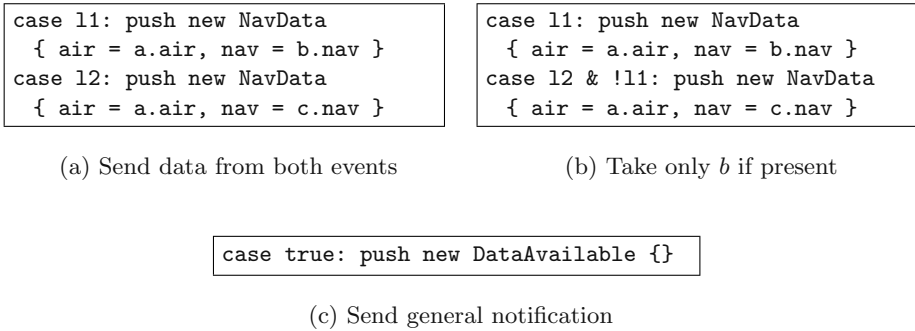 case l1: push new NavData
{ air = a.air, nav = b.nav }
case l2: push new NavData
{ air = a.air, nav = c.nav }
(a) Send data from both events
case l1: push new NavData
{ air = a.air, nav = b.nav }
case l2 & !l1: push new NavData
{ air = a.air, nav = c.nav }
(b) Take only b if present
case true: push new DataAvailable {}
(c) Send general notification